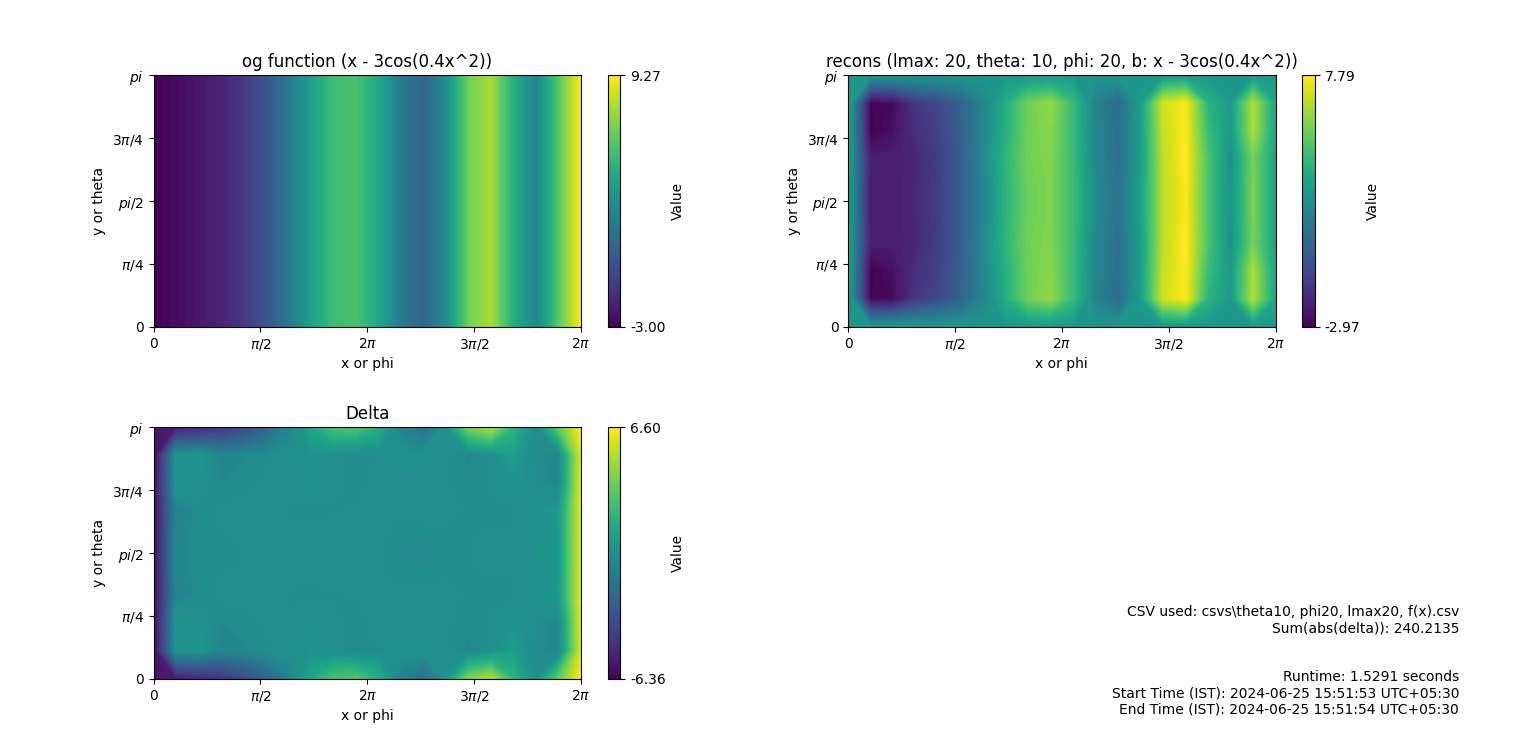 og function (x - 3cos(0.4x^2))
pi
3π/4
pi/2
π/4
0
y or theta
0 π/2 2π 3π/2 2π
x or phi
9.27
-3.00
Value
recons (lmax: 20, theta: 10, phi: 20, b: x - 3cos(0.4x^2))
pi
3π/4
pi/2
π/4
0
y or theta
0 π/2 2π 3π/2 2π
x or phi
7.79
-2.97
Value
Delta
pi
3π/4
pi/2
π/4
0
y or theta
0 π/2 2π 3π/2 2π
x or phi
6.60
-6.36
Value
CSV used: csvs\theta10, phi20, lmax20, f(x).csv
Sum(abs(delta)): 240.2135
Runtime: 1.5291 seconds
Start Time (IST): 2024-06-25 15:51:53 UTC+05:30
End Time (IST): 2024-06-25 15:51:54 UTC+05:30